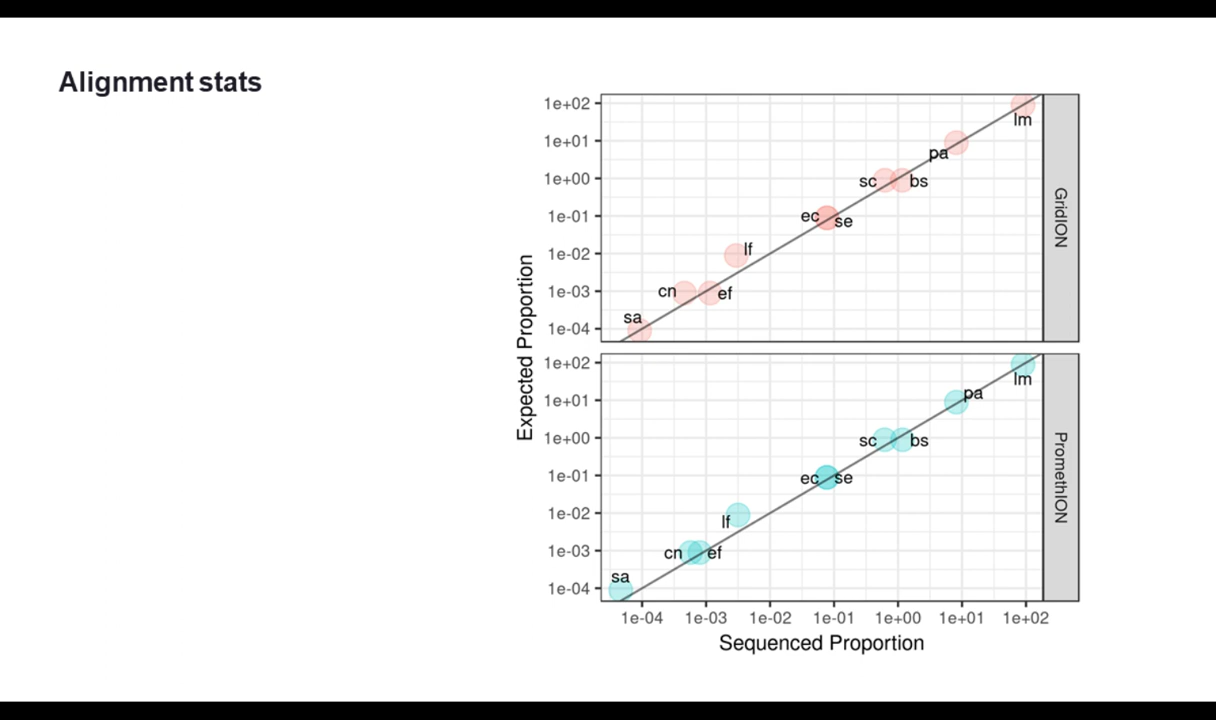 Alignment stats
Expected Proportion
1e+02
1e+01
1e+00
1e-01
1e-02
1e-03
1e-04
lm
pa
sc
bs
ec
se
lf
cn
ef
sa
GridION
1e+02
1e+01
1e+00
1e-01
1e-02
1e-03
1e-04
lm
pa
sc
bs
ec
se
lf
cn
ef
sa
PromethION
1e-04 1e-03 1e-02 1e-01 1e+00 1e+01 1e+02
Sequenced Proportion